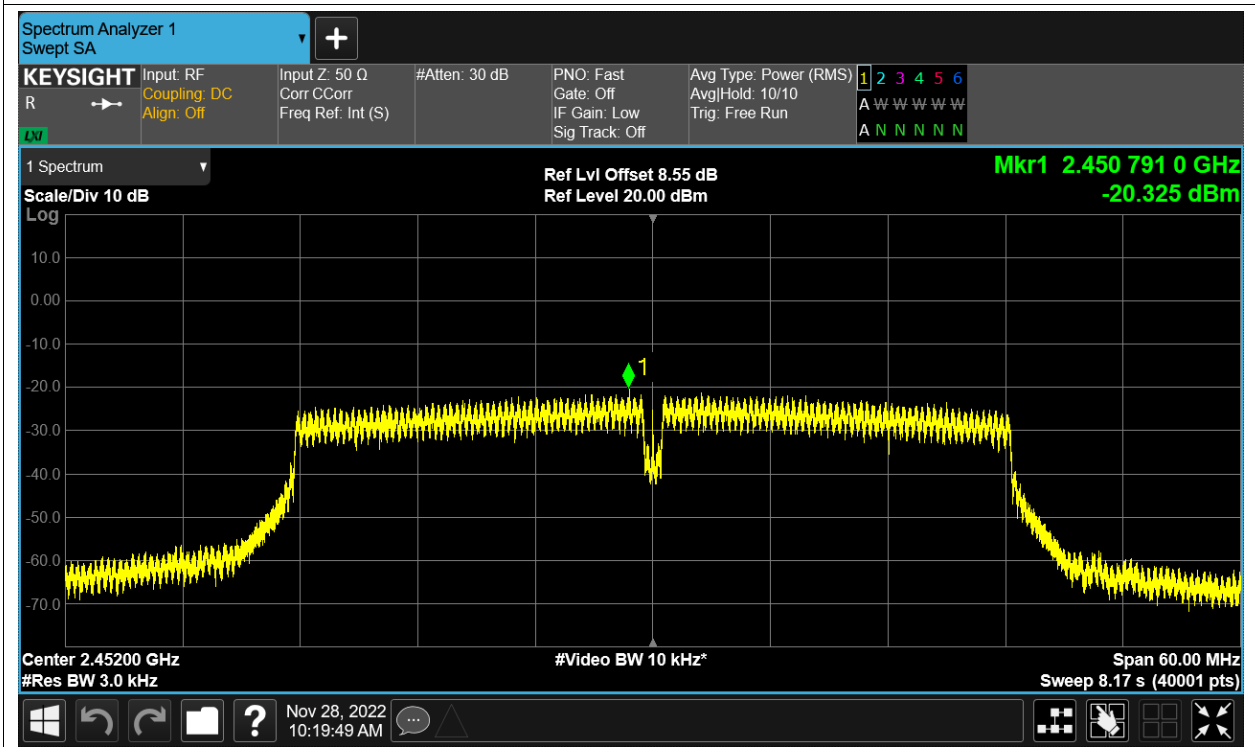 Spectrum Analyzer 1
Swept SA
KEYSIGHT
R
LXI
Input: RF
Coupling: DC
Align: Off
Input Z: 50 Ω
Corr CCorr
Freq Ref: Int (S)
#Atten: 30 dB
PNO: Fast
Gate: Off
IF Gain: Low
Sig Track: Off
Avg Type: Power (RMS)
Avg|Hold: 10/10
Trig: Free Run
1 2 3 4 5 6
A W W W W W
A N N N N N
1 Spectrum
Scale/Div 10 dB
Log
Ref Lvl Offset 8.55 dB
Ref Level 20.00 dBm
Mkr1 2.450 791 0 GHz
-20.325 dBm
10.0
0.00
-10.0
1
-20.0
-30.0
-40.0
-50.0
-60.0
-70.0
Center 2.45200 GHz
#Res BW 3.0 kHz
#Video BW 10 kHz*
Span 60.00 MHz
Sweep 8.17 s (40001 pts)
?
Nov 28, 2022
10:19:49 AM